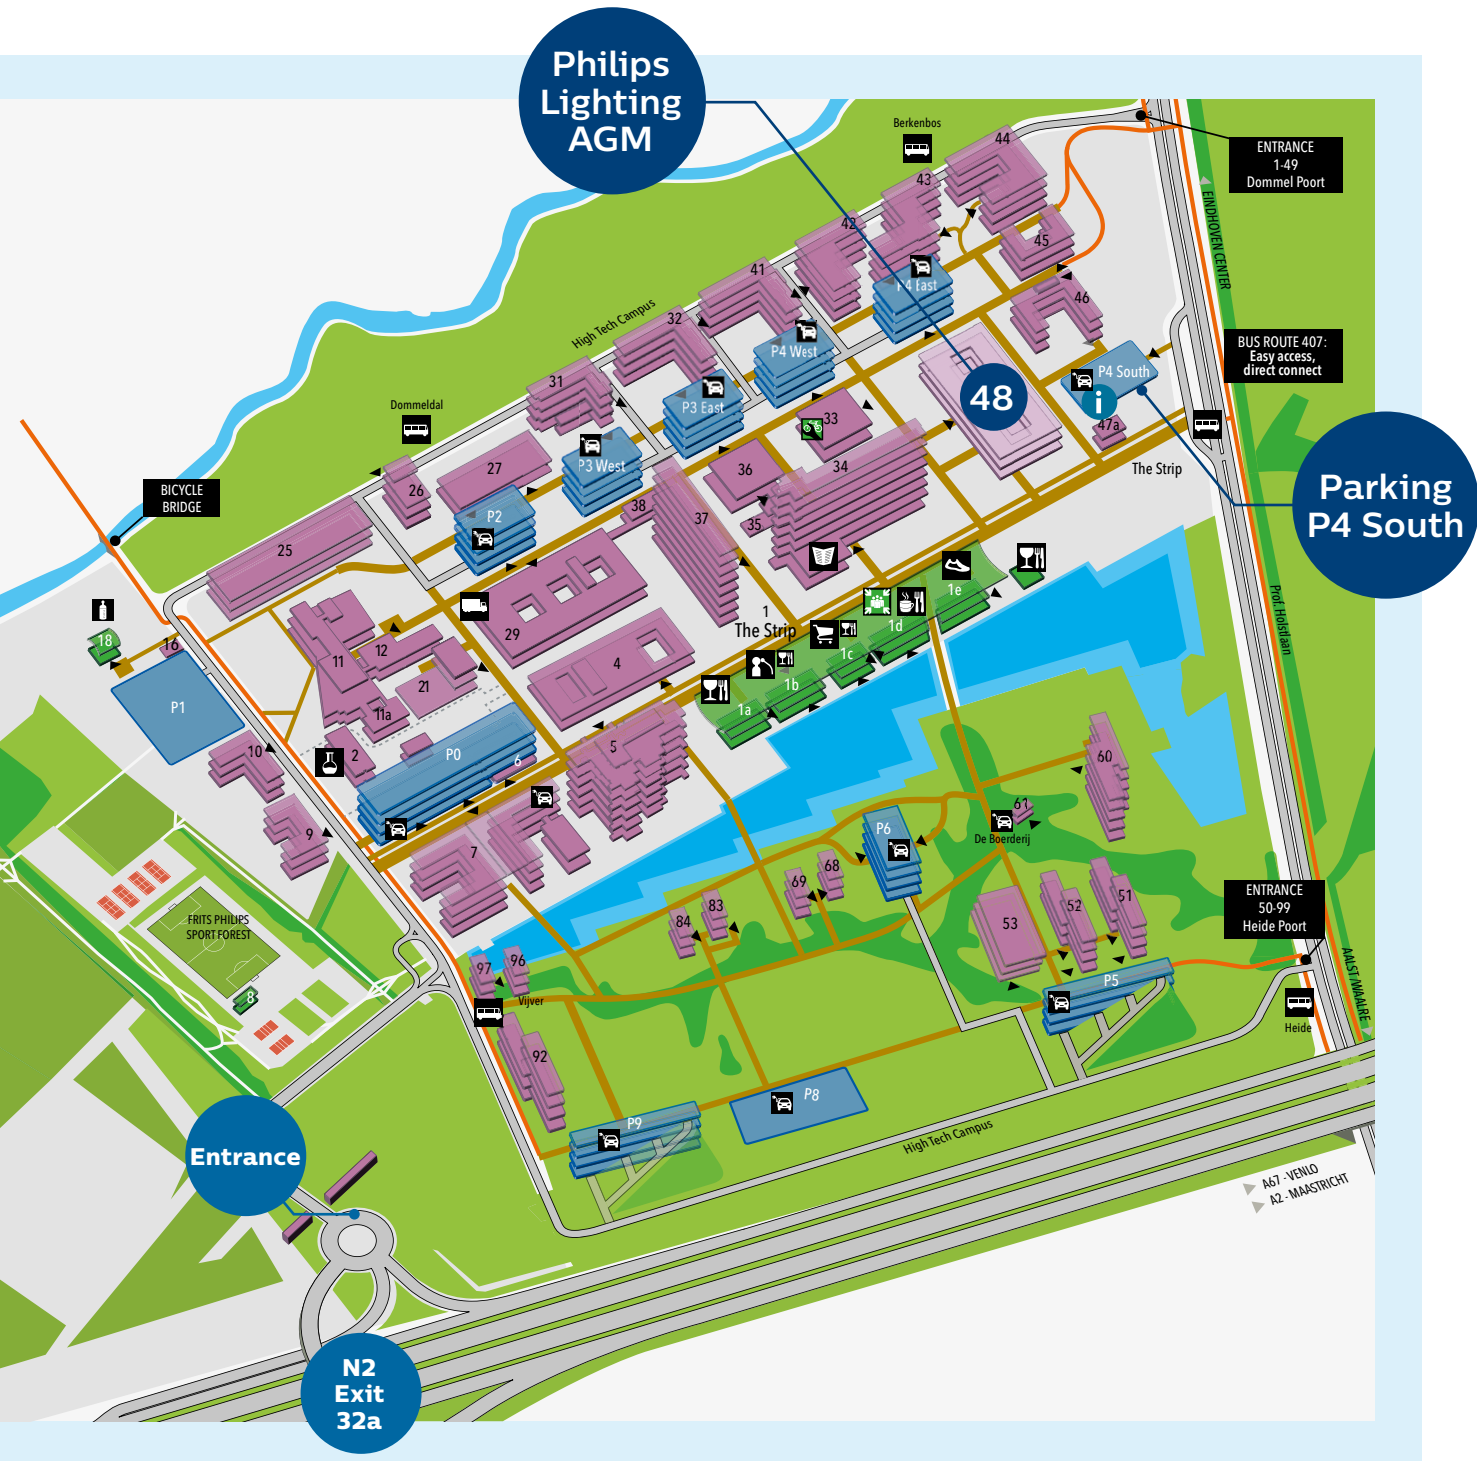 Philips
Lighting
AGM
Berkenbos
44
ENTRANCE
1-49
Dommel Poort
43
42
45
EINDHOVEN CENTER
41
P4 East
46
High Tech Campus
32
P4 West
BUS ROUTE 407:
Easy access,
direct connect
P4 South
31
P3 East
48
i
Dommeldal
33
47a
Parking
P4 South
27
P3 West
36
34
The Strip
26
BICYCLE
BRIDGE
P2
38
37
35
25
1
The Strip
1e
Prof. Holstlaan
29
1d
18
16
12
11
4
1c
21
1b
P1
11a
1a
10
2
P0
6
5
60
9
7
P6
61
De Boerderij
68
69
ENTRANCE
50-99
Heide Poort
FRITS PHILIPS
SPORT FOREST
84
83
53
52
51
8
97
96
Vijver
P5
AALST/WAALRE
Heide
92
P8
P9
High Tech Campus
Entrance
A67 - VENLO
A2 - MAASTRICHT
N2
Exit
32a